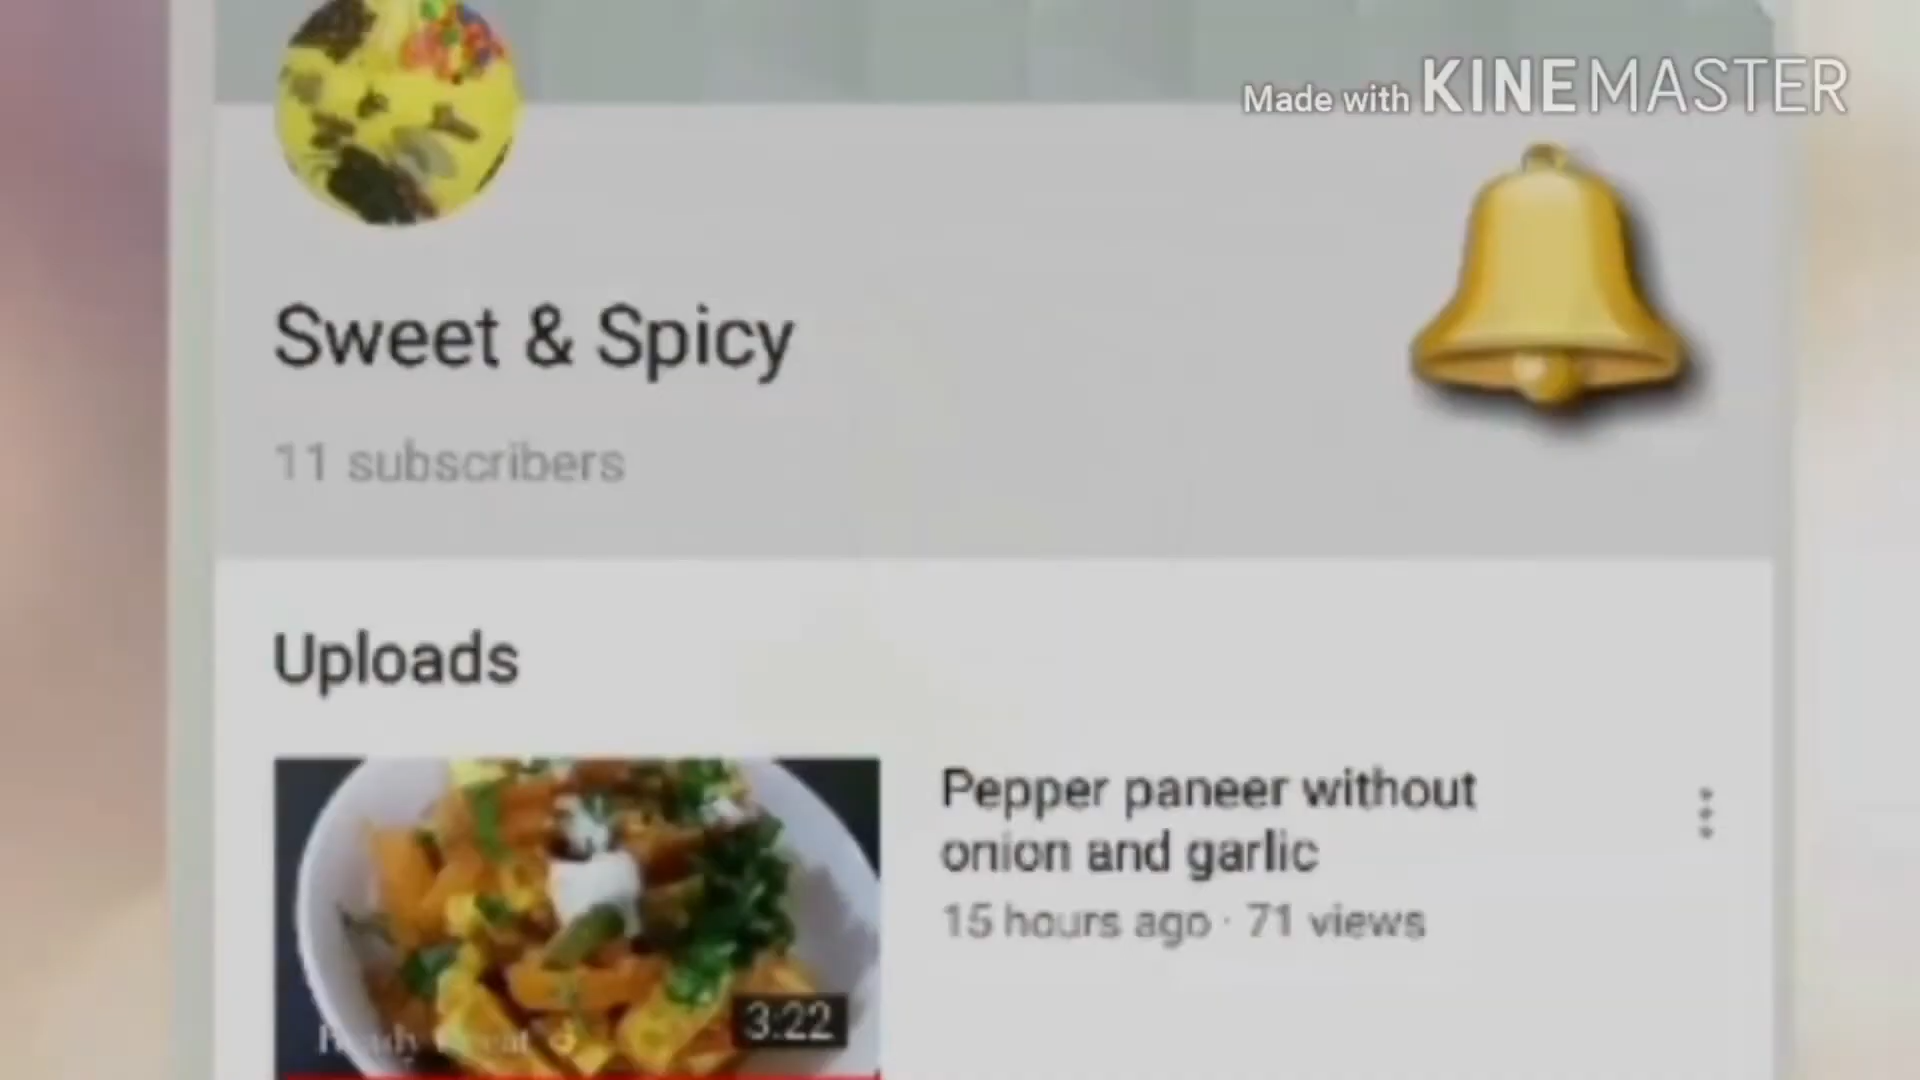 Made with KINEMASTER
Sweet & Spicy
11 subscribers
Uploads
Pepper paneer without
onion and garlic
15 hours ago · 71 views
3:22